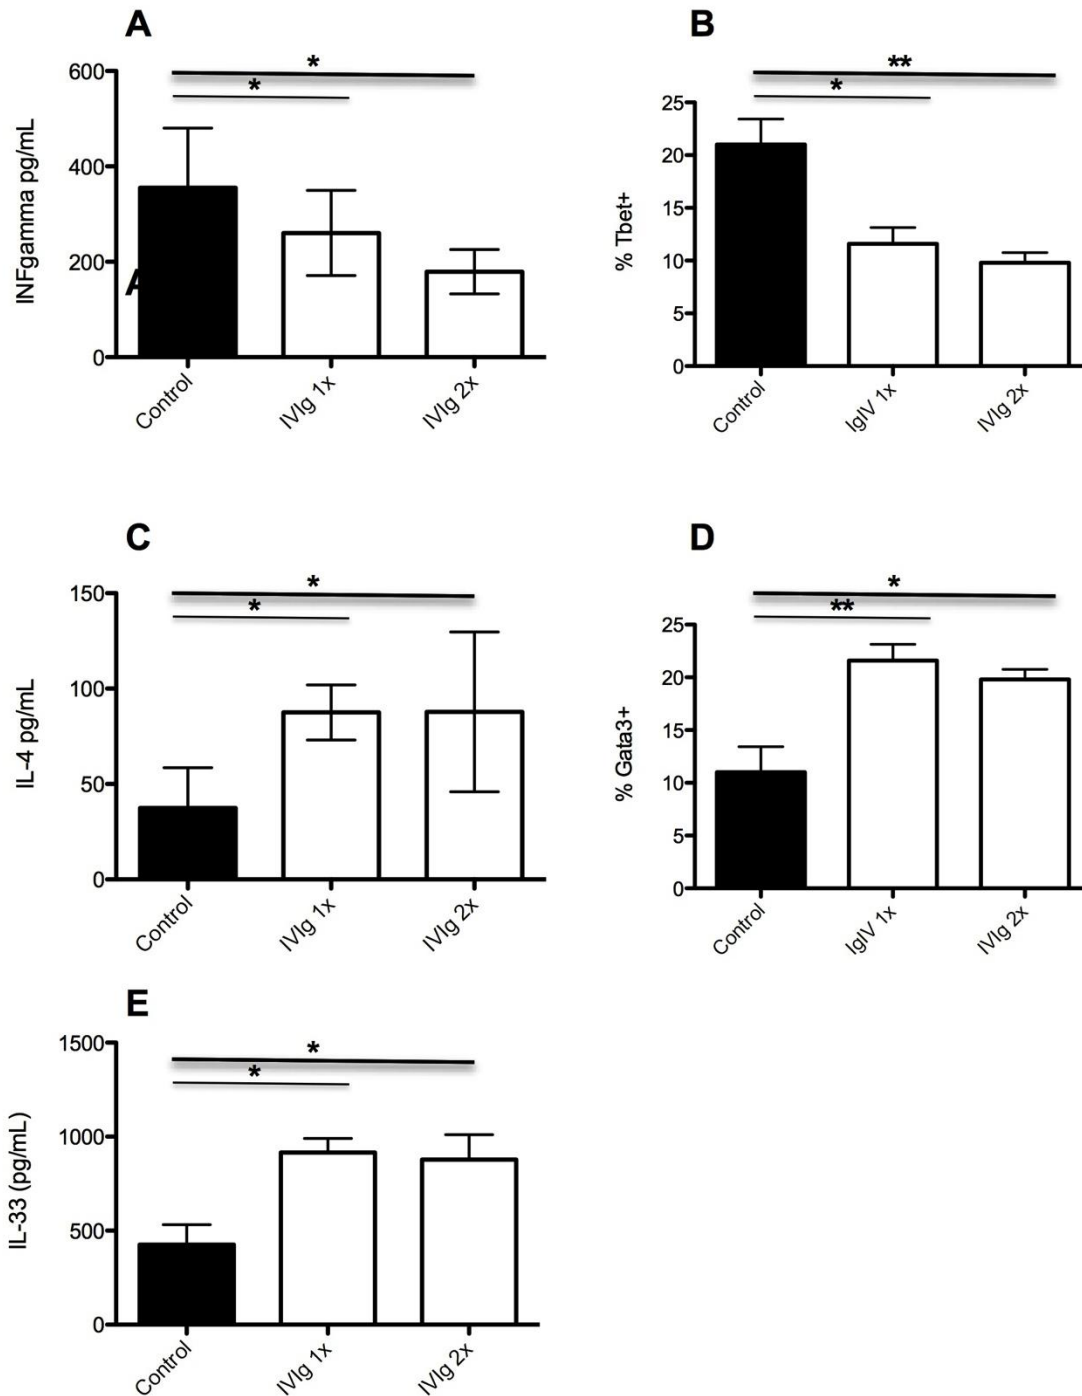 A
*
*
600
400
200
0
INFgamma pg/mL
A
Control
IVIg 1x
IVIg 2x
B
**
*
25
20
15
10
5
0
% Tbet+
Control
IgIV 1x
IVIg 2x
C
*
*
150
100
50
0
IL-4 pg/mL
Control
IVIg 1x
IVIg 2x
D
*
**
25
20
15
10
5
0
% Gata3+
Control
IgIV 1x
IVIg 2x
E
*
*
1500
1000
500
0
IL-33 (pg/mL)
Control
IVIg 1x
IVIg 2x